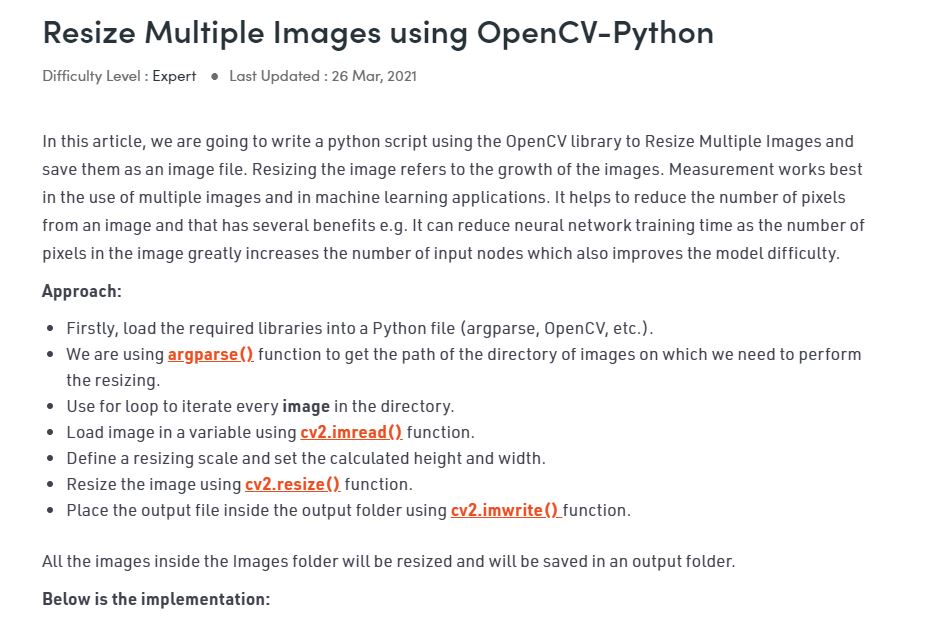 Resize Multiple Images using OpenCV-Python
Difficulty Level : Expert ● Last Updated : 26 Mar, 2021
In this article, we are going to write a python script using the OpenCV library to Resize Multiple Images and
save them as an image file. Resizing the image refers to the growth of the images. Measurement works best
in the use of multiple images and in machine learning applications. It helps to reduce the number of pixels
from an image and that has several benefits e.g. It can reduce neural network training time as the number of
pixels in the image greatly increases the number of input nodes which also improves the model difficulty.
Approach:
• Firstly, load the required libraries into a Python file (argparse, OpenCV, etc.).
• We are using argparse() function to get the path of the directory of images on which we need to perform
the resizing.
• Use for loop to iterate every image in the directory.
• Load image in a variable using cv2.imread() function.
• Define a resizing scale and set the calculated height and width.
• Resize the image using cv2.resize() function.
• Place the output file inside the output folder using cv2.imwrite() function.
All the images inside the Images folder will be resized and will be saved in an output folder.
Below is the implementation: